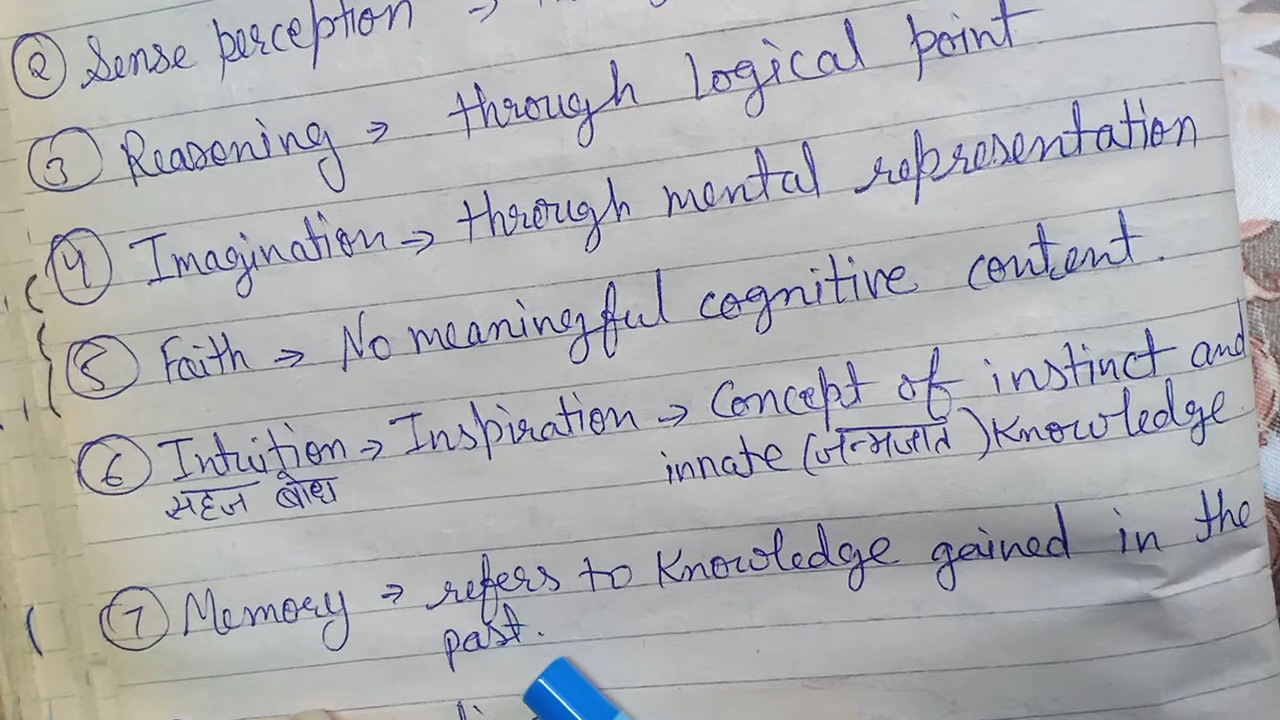 ② Sense perception →
③ Reasoning → through logical point
④ Imagination → through mental representation
⑤ Faith → No meaningful cognitive content.
⑥ Intuition → Inspiration → Concept of instinct and
सहज बोध innate (जन्मजात) Knowledge.
⑦ Memory → refers to Knowledge gained in the
past.